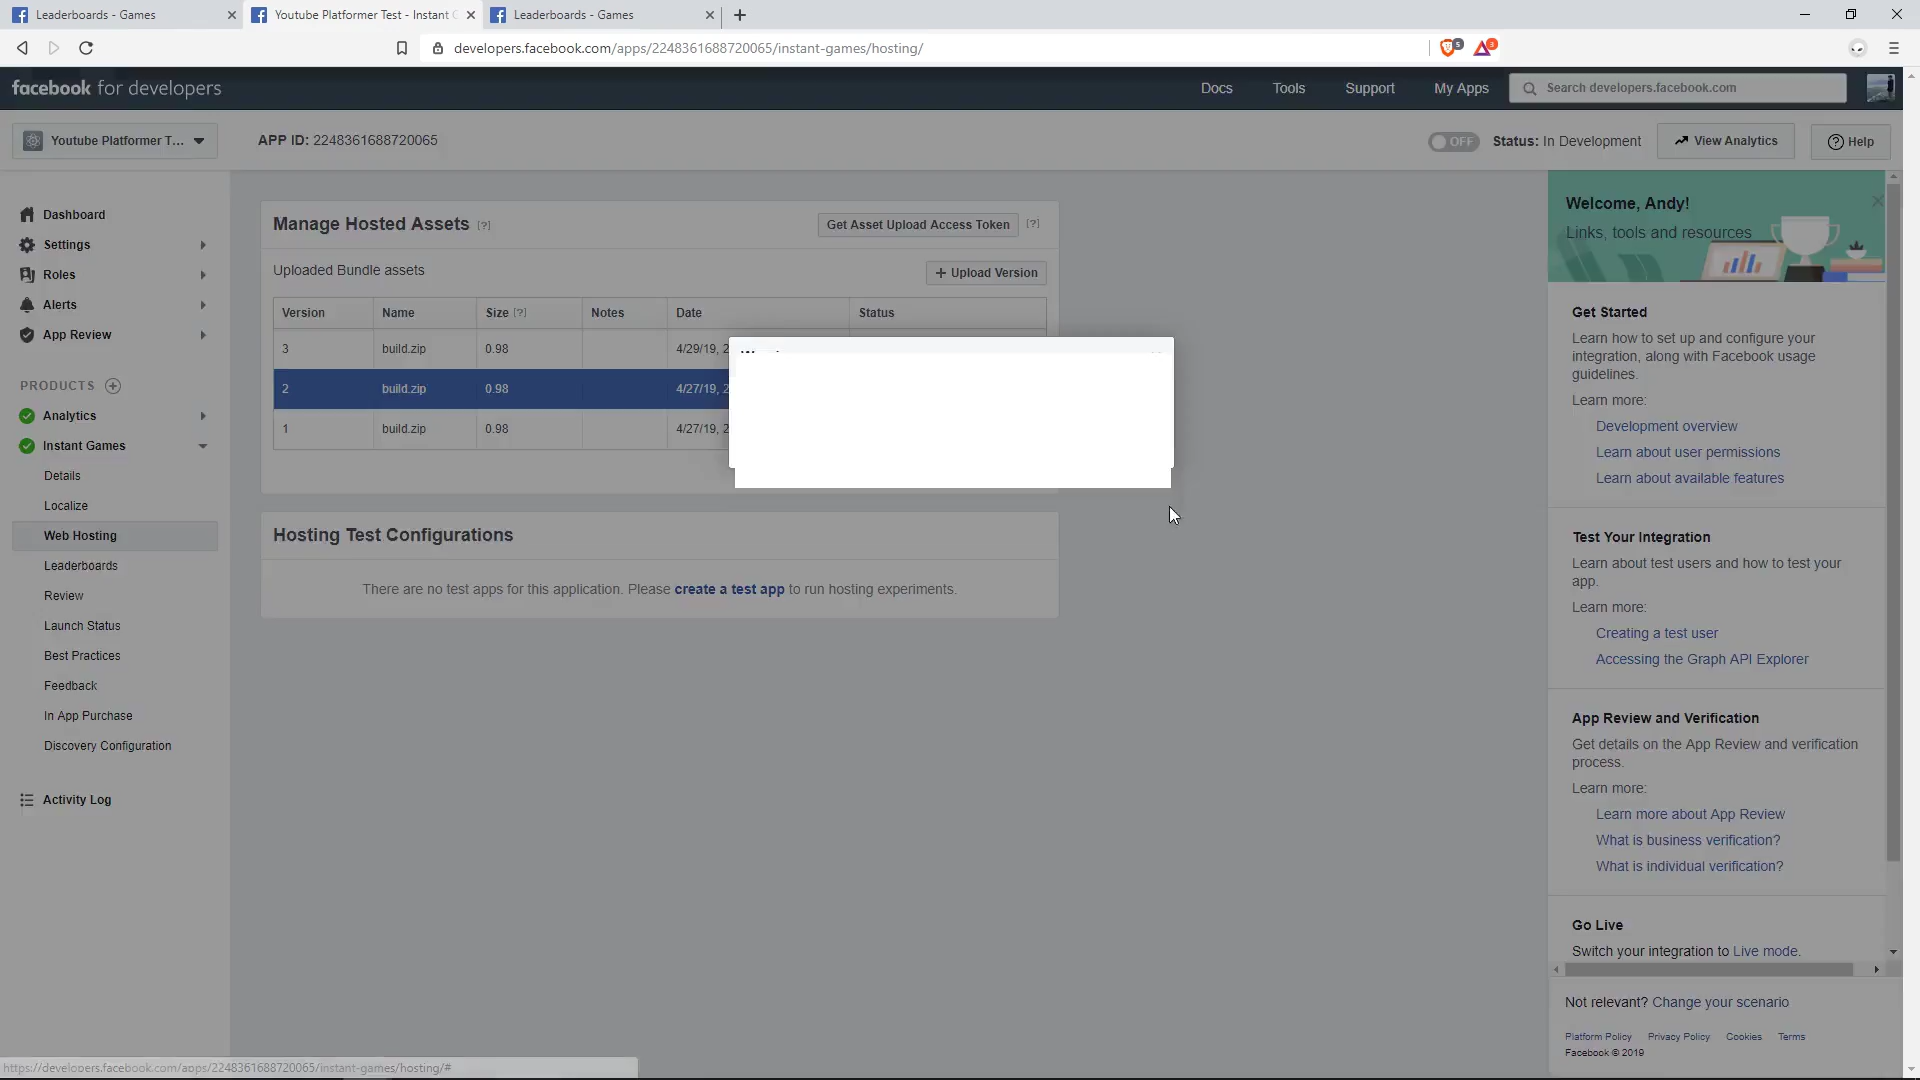 Leaderboards - Games
Youtube Platformer Test - Instant G
Leaderboards - Games
developers.facebook.com/apps/2248361688720065/instant-games/hosting/
5
3
facebook for developers
Docs
Tools
Support
My Apps
Search developers.facebook.com
Youtube Platformer T...
APP ID: 2248361688720065
OFF
Status: In Development
View Analytics
Help
Dashboard
Settings
Roles
Alerts
App Review
PRODUCTS
Analytics
Instant Games
Details
Localize
Web Hosting
Leaderboards
Review
Launch Status
Best Practices
Feedback
In App Purchase
Discovery Configuration
Activity Log
Manage Hosted Assets [?]
Get Asset Upload Access Token [?]
Uploaded Bundle assets
+ Upload Version
Version Name Size [?] Notes Date Status
3 build.zip 0.98 4/29/19, 2
2 build.zip 0.98 4/27/19, 2
1 build.zip 0.98 4/27/19, 2
Hosting Test Configurations
There are no test apps for this application. Please create a test app to run hosting experiments.
Welcome, Andy!
Links, tools and resources
Get Started
Learn how to set up and configure your
integration, along with Facebook usage
guidelines.
Learn more:
Development overview
Learn about user permissions
Learn about available features
Test Your Integration
Learn about test users and how to test your
app.
Learn more:
Creating a test user
Accessing the Graph API Explorer
App Review and Verification
Get details on the App Review and verification
process.
Learn more:
Learn more about App Review
What is business verification?
What is individual verification?
Go Live
Switch your integration to Live mode.
Not relevant? Change your scenario
Platform Policy Privacy Policy Cookies Terms
Facebook © 2019
https://developers.facebook.com/apps/2248361688720065/instant-games/hosting/#